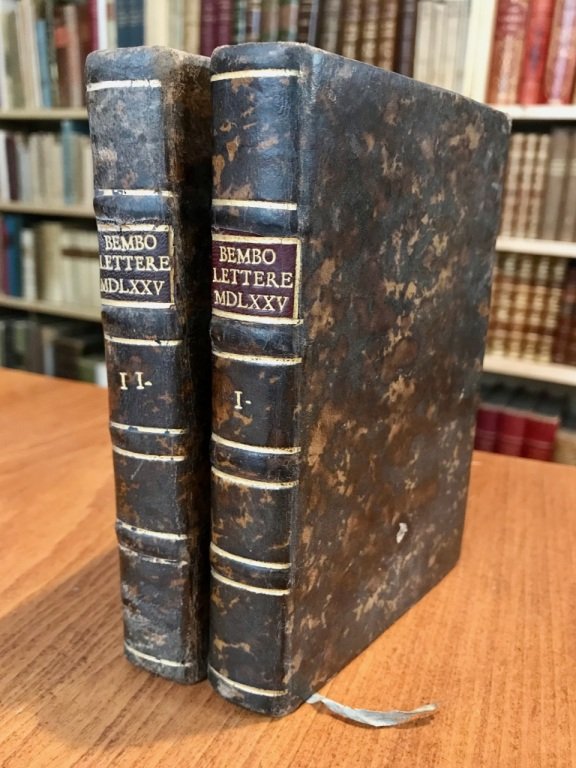 BEMBO
LETTERE
MDLXXV
II-
BEMBO
LETTERE
MDLXXV
I-